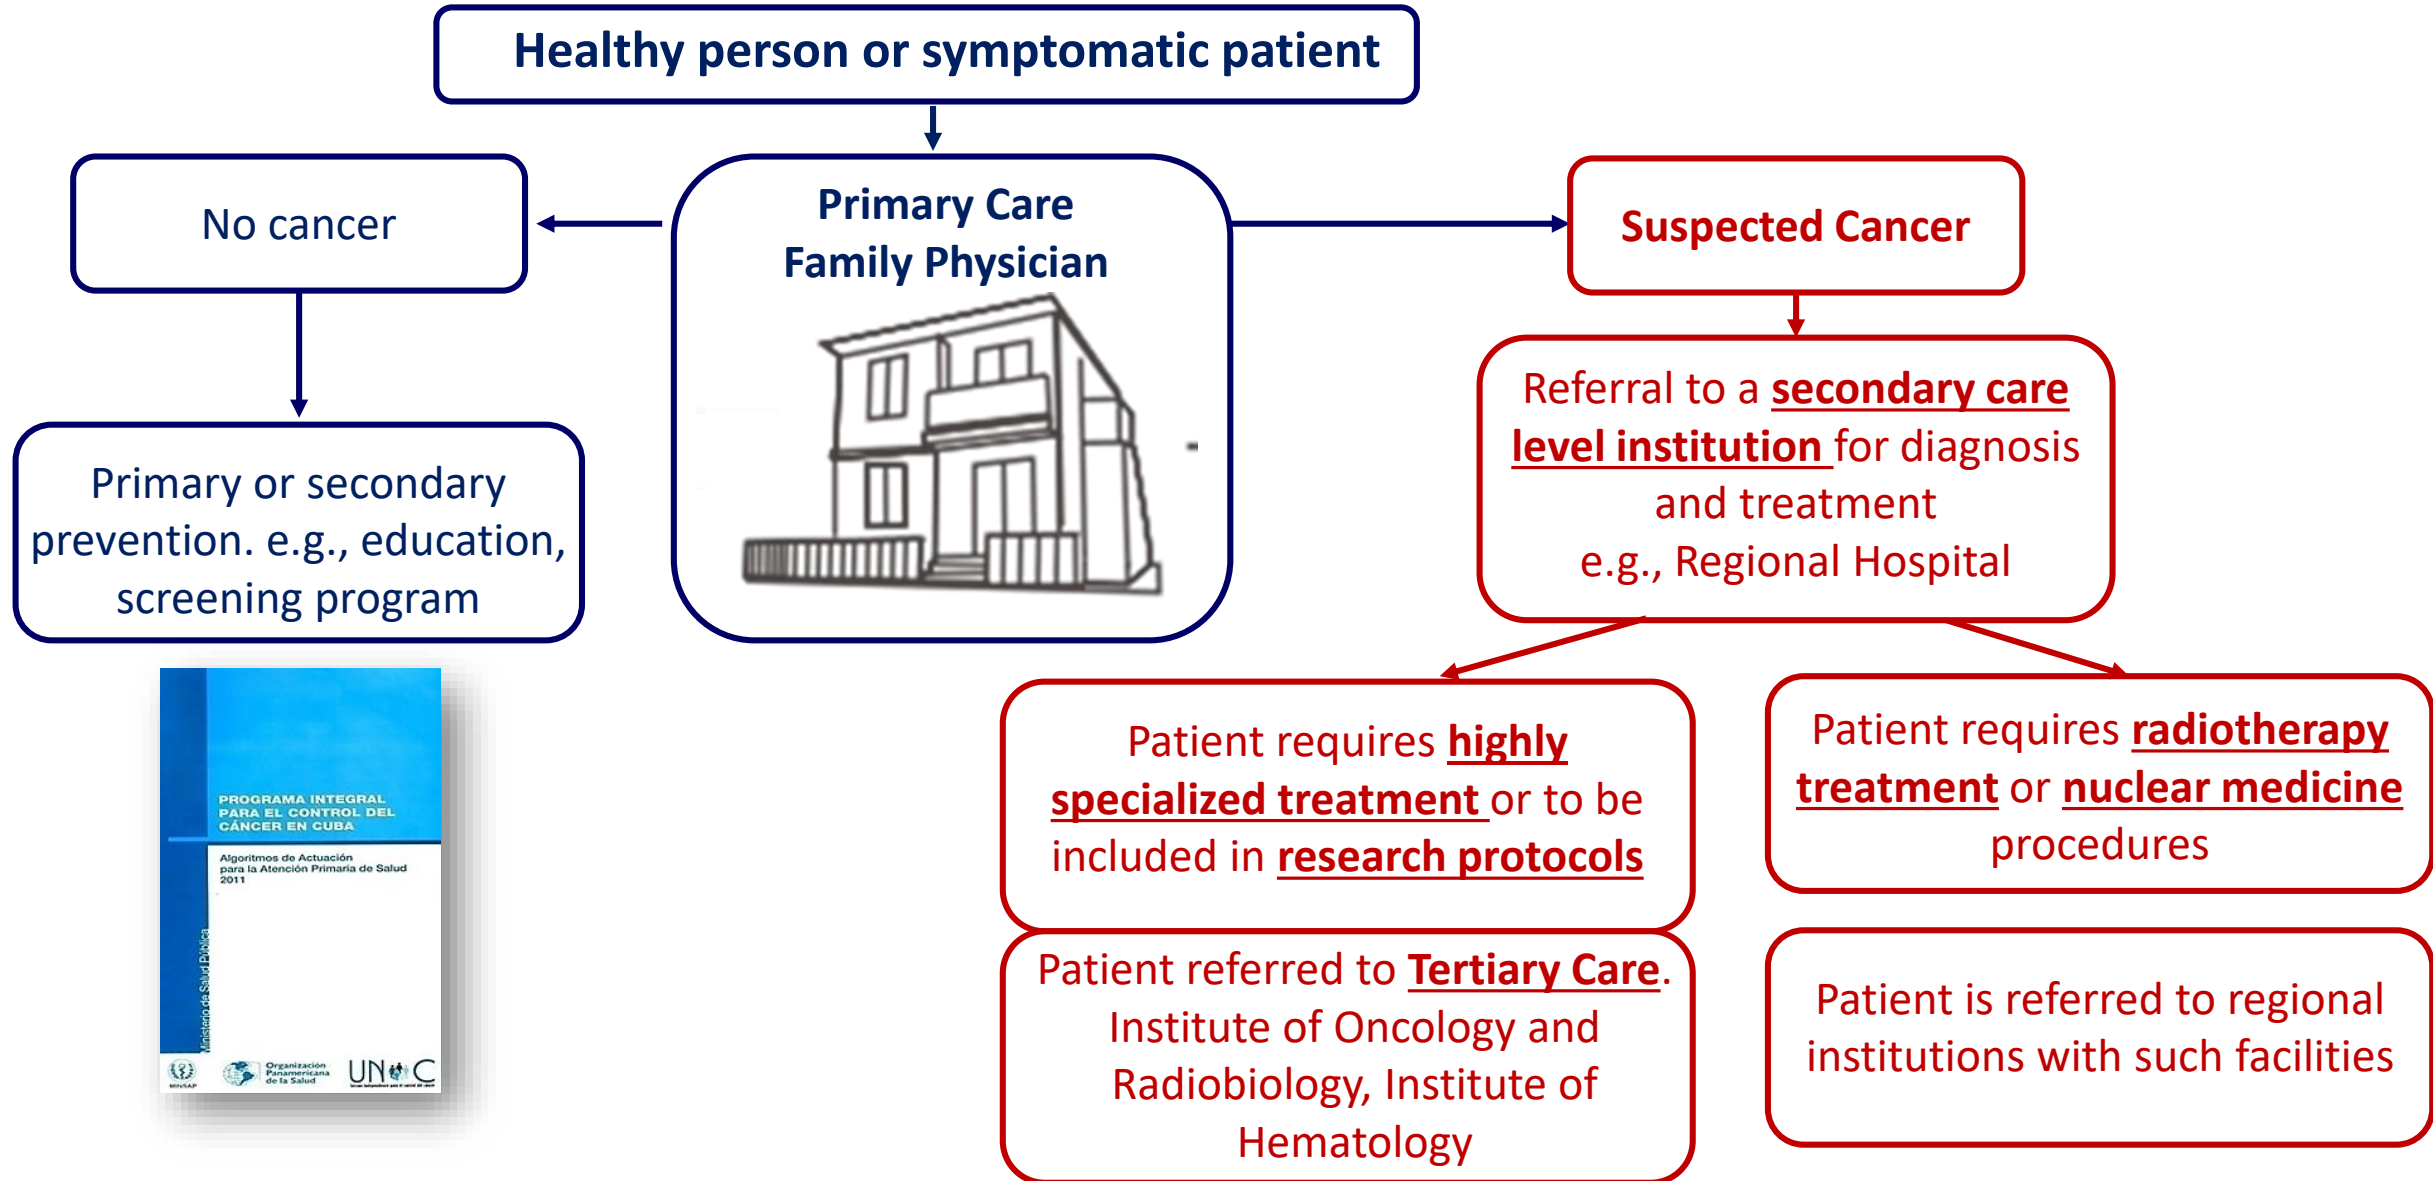 Healthy person or symptomatic patient
No cancer
Primary Care
Family Physician
Suspected Cancer
Primary or secondary
prevention. e.g., education,
screening program
Referral to a secondary care
level institution for diagnosis
and treatment
e.g., Regional Hospital
Patient requires highly
specialized treatment or to be
included in research protocols
Patient requires radiotherapy
treatment or nuclear medicine
procedures
Patient referred to Tertiary Care.
Institute of Oncology and
Radiobiology, Institute of
Hematology
Patient is referred to regional
institutions with such facilities
PROGRAMA INTEGRAL
PARA EL CONTROL DEL
CÁNCER EN CUBA
Algoritmos de Actuación
para la Atención Primaria de Salud
2011
Ministerio de Salud Pública
MINSAP
Organización
Panamericana
de la Salud